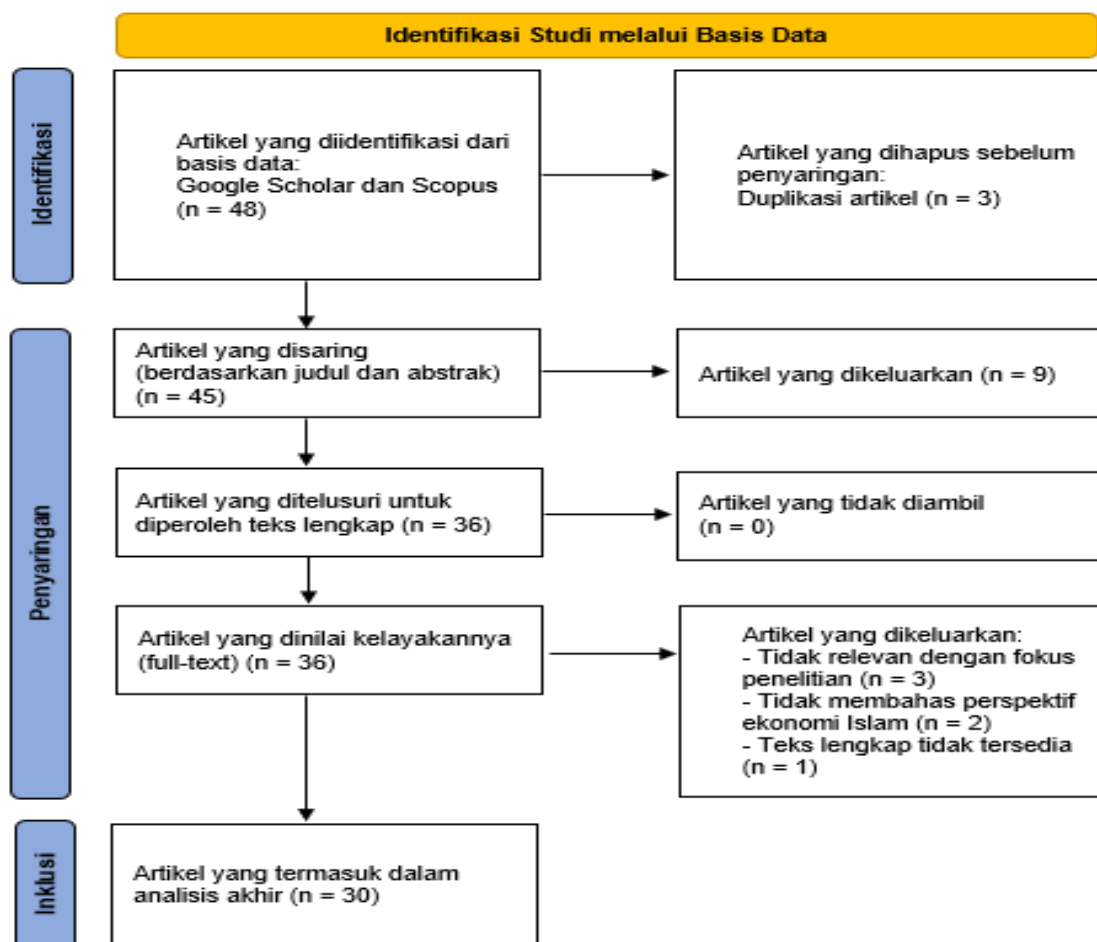 Identifikasi Studi melalui Basis Data
Identifikasi
Artikel yang diidentifikasi dari
basis data:
Google Scholar dan Scopus
(n = 48)
Artikel yang dihapus sebelum
penyaringan:
Duplikasi artikel (n = 3)
Penyaringan
Artikel yang disaring
(berdasarkan judul dan abstrak)
(n = 45)
Artikel yang dikeluarkan (n = 9)
Artikel yang ditelusuri untuk
diperoleh teks lengkap (n = 36)
Artikel yang tidak diambil
(n = 0)
Artikel yang dinilai kelayakannya
(full-text) (n = 36)
Artikel yang dikeluarkan:
- Tidak relevan dengan fokus
penelitian (n = 3)
- Tidak membahas perspektif
ekonomi Islam (n = 2)
- Teks lengkap tidak tersedia
(n = 1)
Inklusi
Artikel yang termasuk dalam
analisis akhir (n = 30)